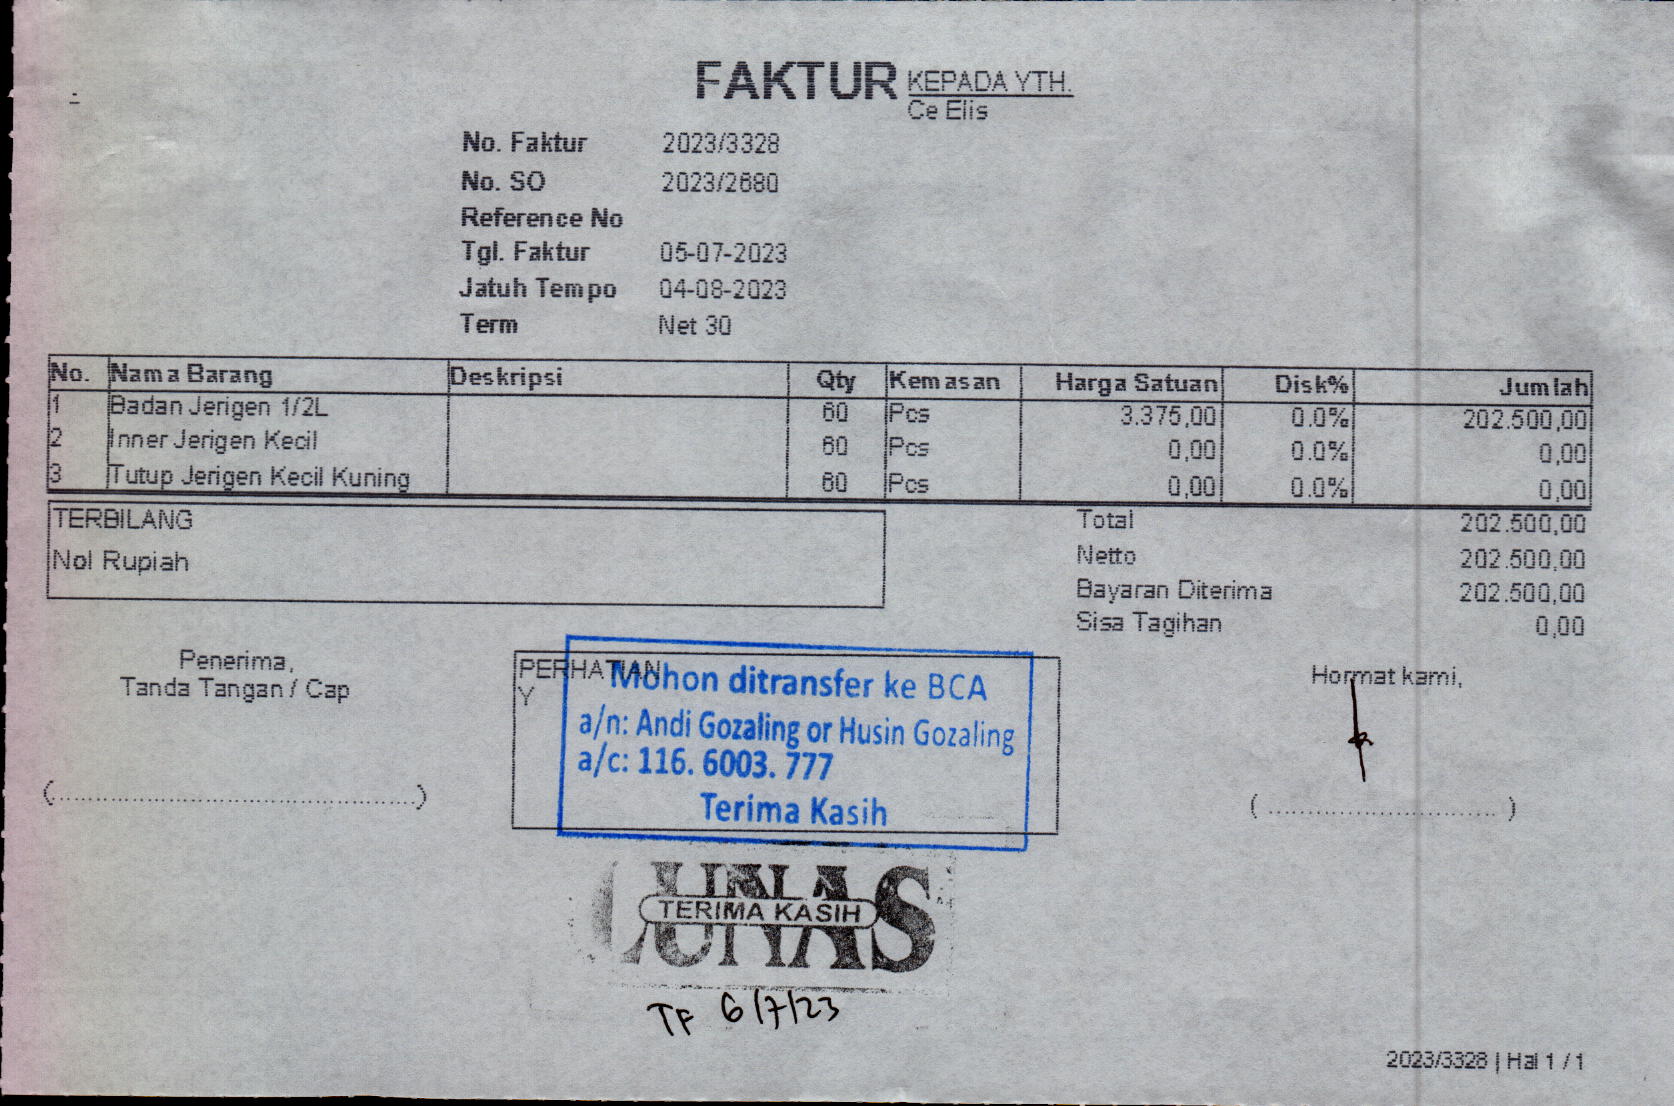 FAKTUR
KEPADA YTH.
Ce Elis
No. Faktur 2023/3328
No. SO 2023/2680
Reference No
Tgl. Faktur 05-07-2023
Jatuh Tempo 04-08-2023
Term Net 30
No. Nama Barang Deskripsi Qty Kemasan Harga Satuan Disk% Jumlah
1 Badan Jerigen 1/2L 60 Pcs 3.375,00 0.0% 202.500,00
2 Inner Jerigen Kecil 60 Pcs 0,00 0.0% 0,00
3 Tutup Jerigen Kecil Kuning 60 Pcs 0,00 0.0% 0,00
TERBILANG
Nol Rupiah
Total 202.500,00
Netto 202.500,00
Bayaran Diterima 202.500,00
Sisa Tagihan 0,00
Penerima,
Tanda Tangan / Cap
(....................)
PERHATIAN
Y
Mohon ditransfer ke BCA
a/n: Andi Gozaling or Husin Gozaling
a/c: 116. 6003. 777
Terima Kasih
Hormat kami,
(....................)
LUNAS
TERIMA KASIH
TF 6/7/23
2023/3328 | Hal 1 / 1